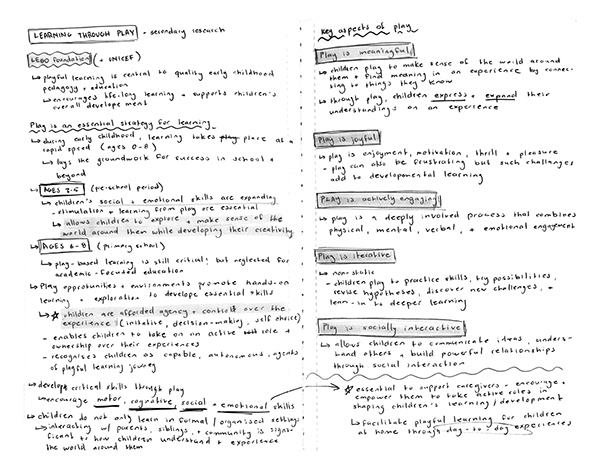 LEARNING THROUGH PLAY - secondary research
LEGO Foundation (+ UNICEF)
↳ playful learning is central to quality early childhood
pedagogy + education
↳ encourages life-long learning + supports children's
overall development
Play is an essential strategy for learning
↳ during early childhood, learning takes play place at a
rapid speed (ages 0-8)
↳ lays the groundwork for success in school +
beyond
↳ AGES 3-5 (pre-school period)
↳ children's social + emotional skills are expanding
- stimulation + learning from play are essential
↳ allows children to explore + make sense of the
world around them while developing their creativity
↳ AGES 6-8 (primary school)
↳ play-based learning is still critical! but neglected for
academic-focused education
↳ Play opportunities + environments promote hands-on
learning + exploration to develop essential skills
↳ ☆ children are afforded agency + control over the
experience (initiative, decision-making, self choice)
- enables children to take on an active role +
ownership over their experiences
- recognises children as capable, autonomous, agents
of playful learning journey
↳ develop critical skills through play
↳ encourage motor, cognitive, social + emotional skills
↳ children do not only learn in formal/organised settings
↳ interacting w/ parents, siblings, + community is signi-
ficant to how children understand + experience
the world around them
Key aspects of play
Play is meaningful
↳ children play to make sense of the world around
them + find meaning in an experience by connec-
ting to things they know
↳ through play, children express + expand their
understandings on an experience
Play is joyful
↳ play is enjoyment, motivation, thrill + pleasure
- play can also be frustrating but such challenges
add to developmental learning
PLAY is actively engaging
↳ play is a deeply involved process that combines
physical, mental, verbal, + emotional engagement
Play is iterative
↳ non-static
- children play to practice skills, try possibilities,
revise hypotheses, discover new challenges, +
lean-in to deeper learning
Play is socially interactive
↳ allows children to communicate ideas, under-
stand others + build powerful relationships
through social interaction
☆ essential to support caregivers - encourage +
empower them to take active roles in
shaping children's learning/development
↳ facilitate playful learning for children
at home through day-to-day experiences